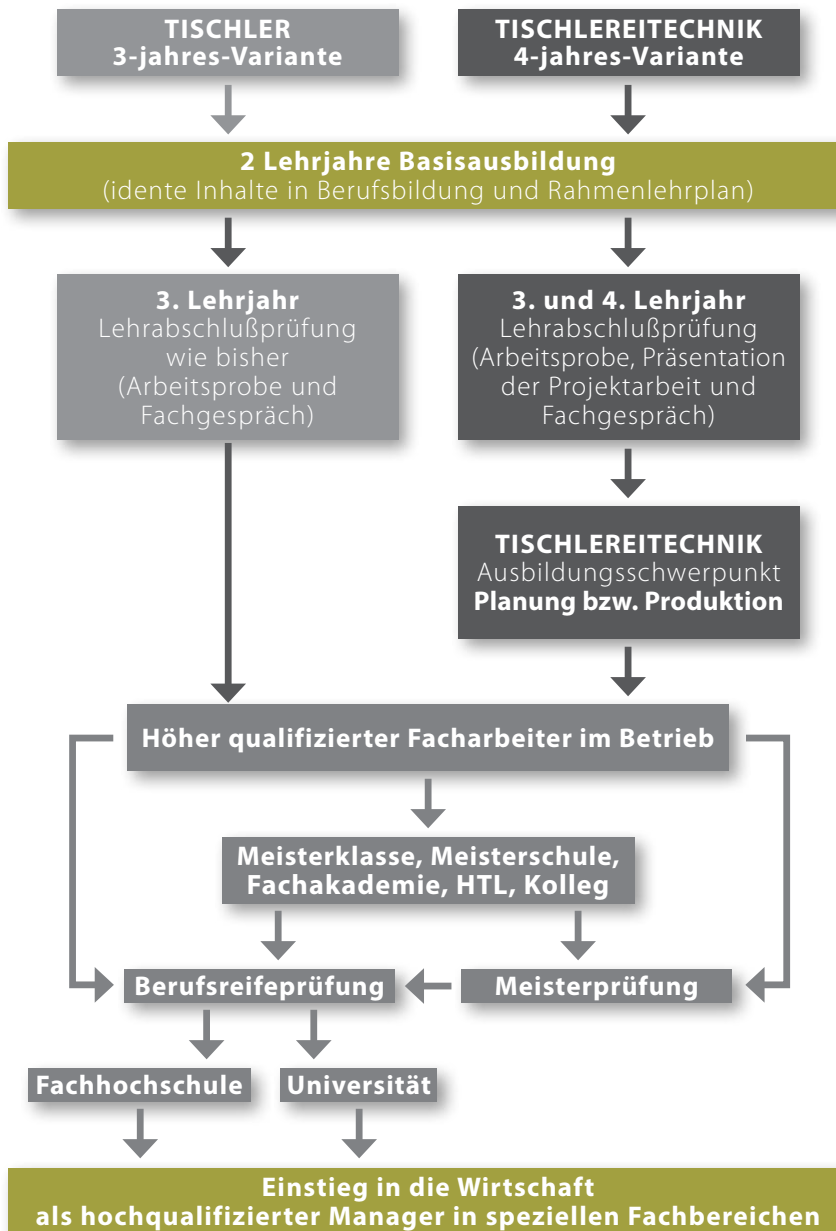 TISCHLER
3-jahres-Variante
TISCHLEREITECHNIK
4-jahres-Variante
2 Lehrjahre Basisausbildung
(idente Inhalte in Berufsbildung und Rahmenlehrplan)
3. Lehrjahr
Lehrabschlußprüfung
wie bisher
(Arbeitsprobe und
Fachgespräch)
3. und 4. Lehrjahr
Lehrabschlußprüfung
(Arbeitsprobe, Präsentation
der Projektarbeit und
Fachgespräch)
TISCHLEREITECHNIK
Ausbildungsschwerpunkt
Planung bzw. Produktion
Höher qualifizierter Facharbeiter im Betrieb
Meisterklasse, Meisterschule,
Fachakademie, HTL, Kolleg
Berufsreifeprüfung
Meisterprüfung
Fachhochschule
Universität
Einstieg in die Wirtschaft
als hochqualifizierter Manager in speziellen Fachbereichen